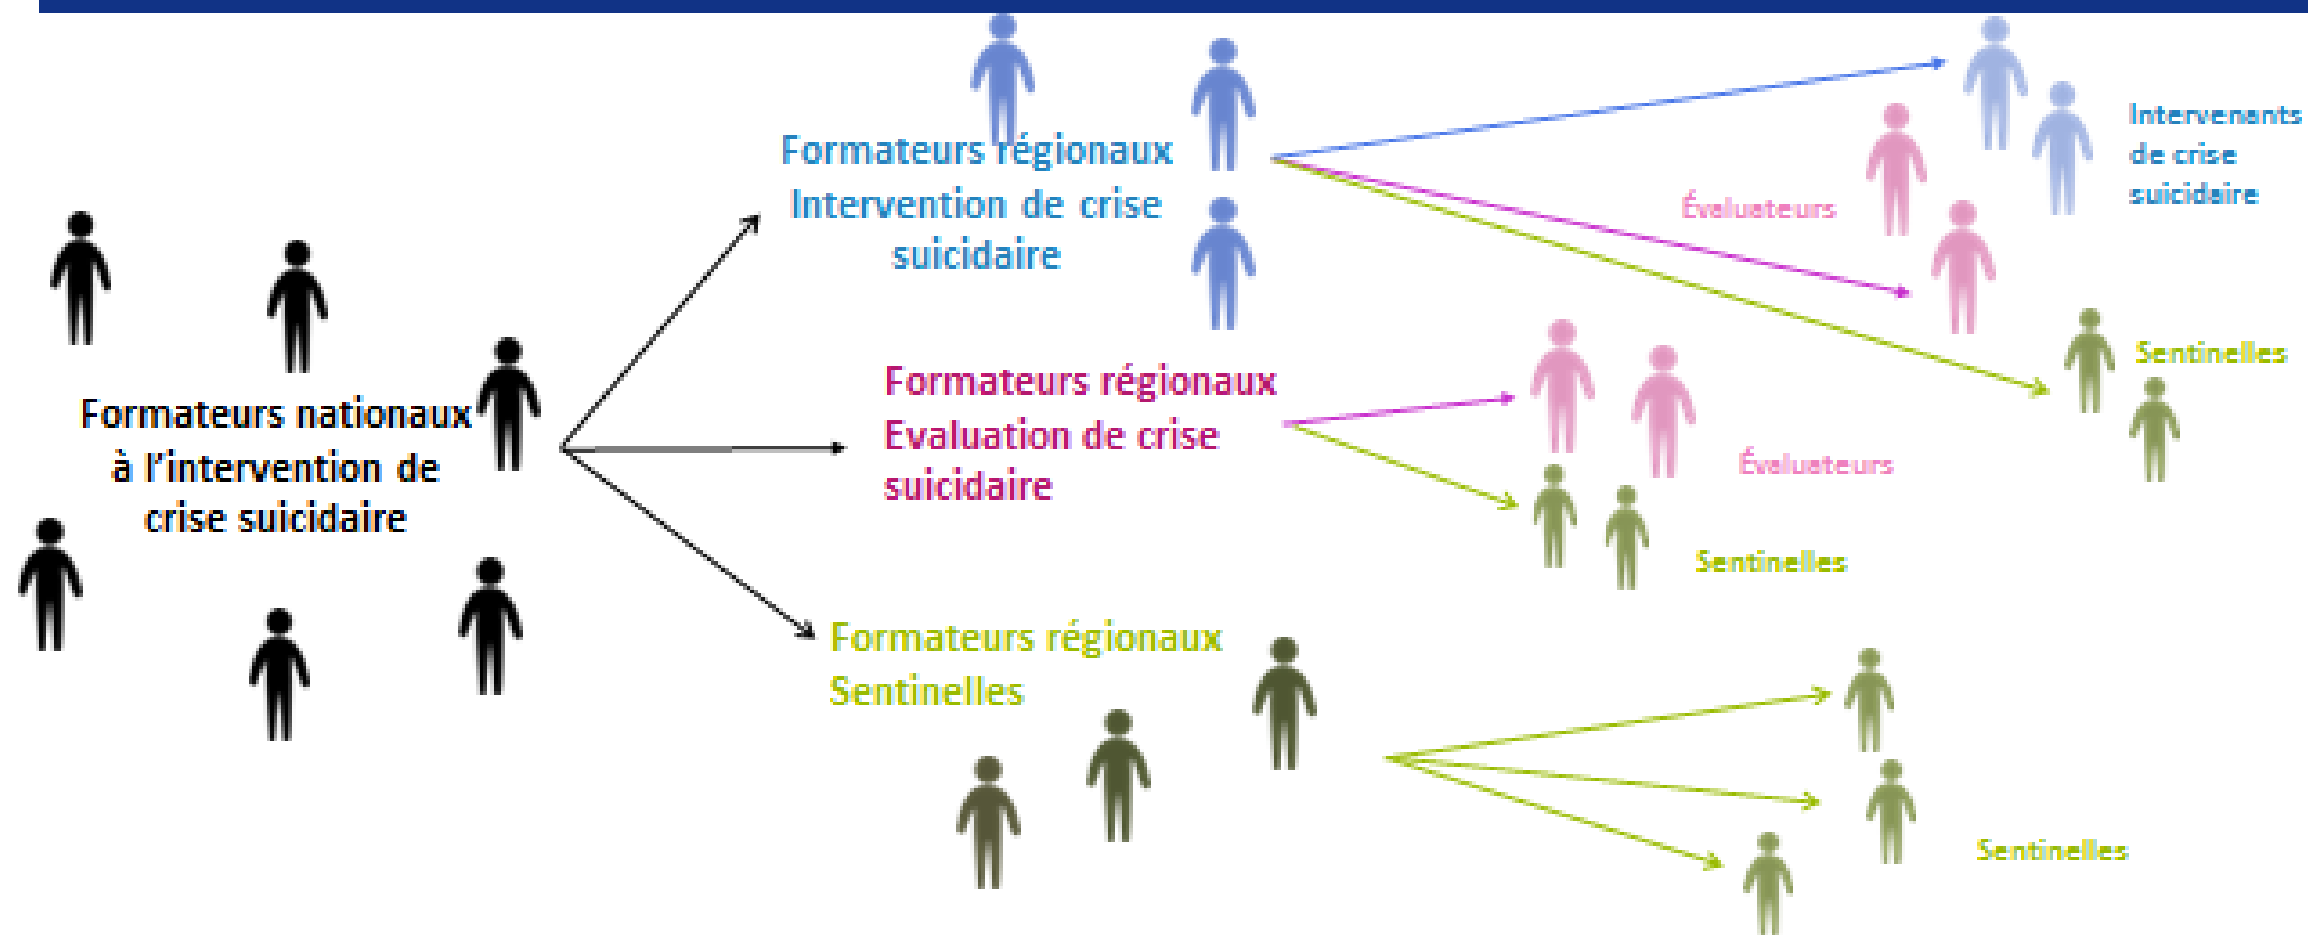 Formateurs nationaux
à l'intervention de
crise suicidaire
Formateurs régionaux
Intervention de crise
suicidaire
Formateurs régionaux
Evaluation de crise
suicidaire
Formateurs régionaux
Sentinelles
Intervenants
de crise
suicidaire
Évaluateurs
Sentinelles
Évaluateurs
Sentinelles
Sentinelles